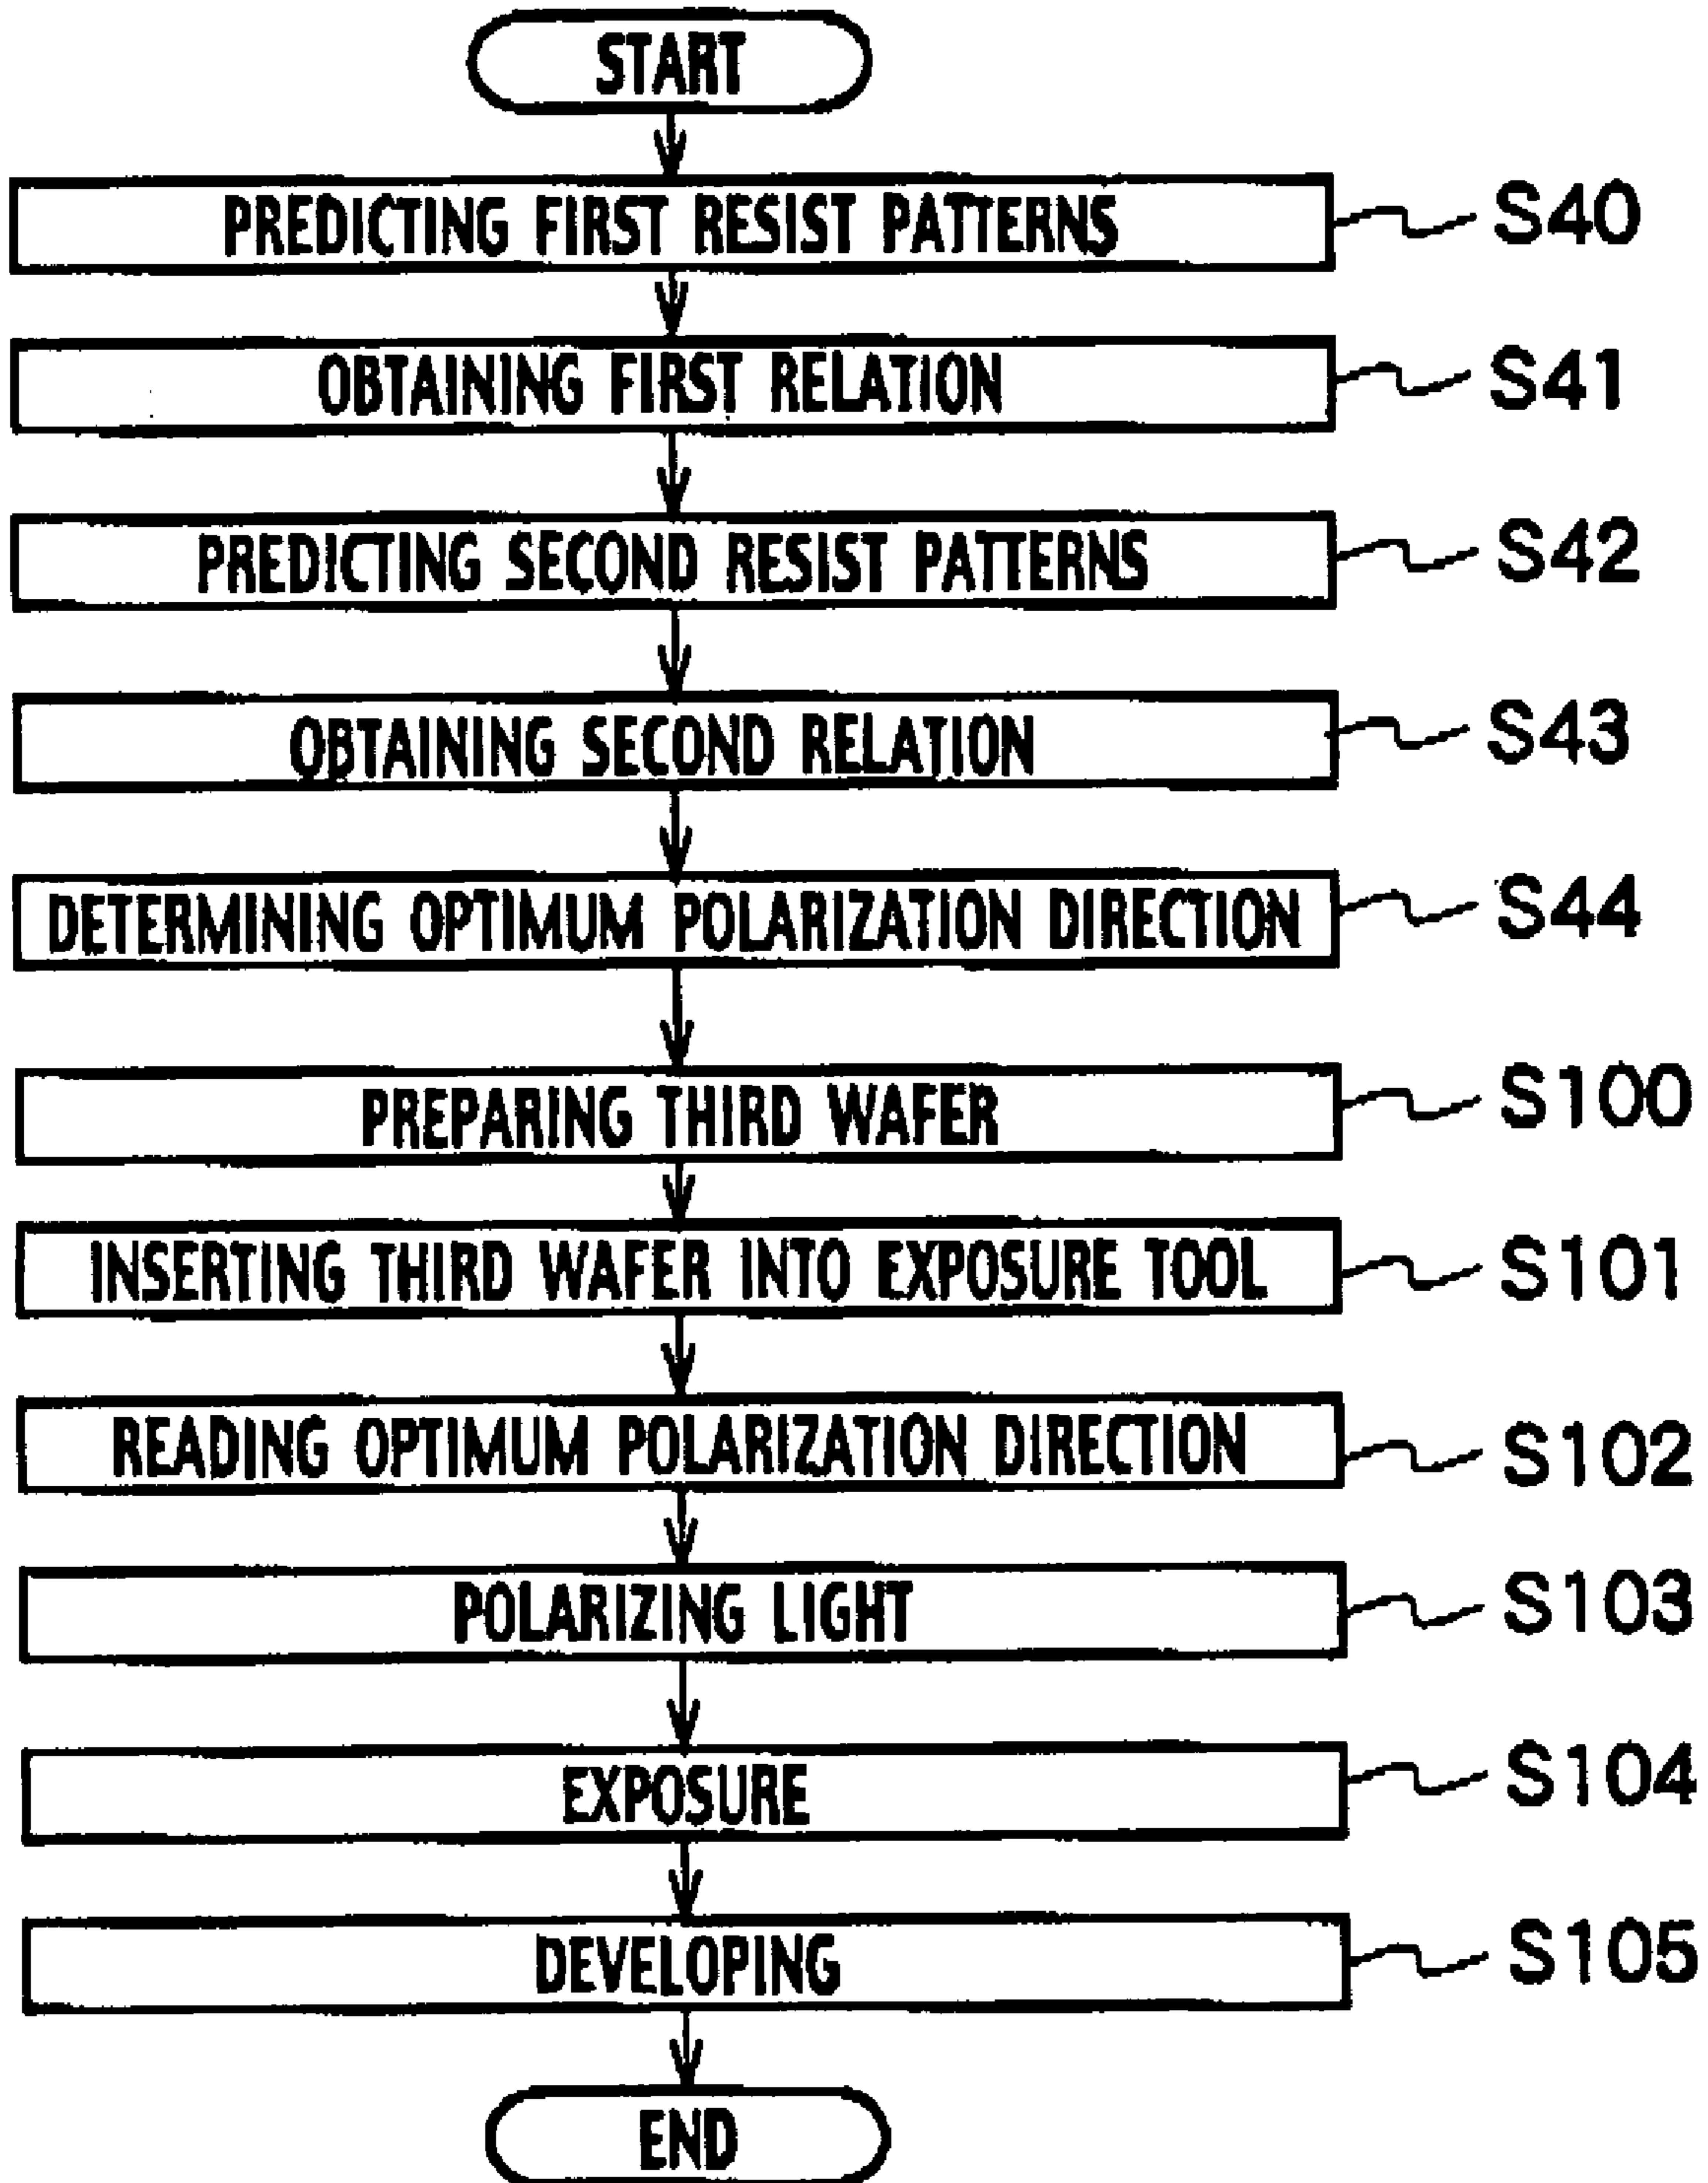 START
PREDICTING FIRST RESIST PATTERNS S40
OBTAINING FIRST RELATION S41
PREDICTING SECOND RESIST PATTERNS S42
OBTAINING SECOND RELATION S43
DETERMINING OPTIMUM POLARIZATION DIRECTION S44
PREPARING THIRD WAFER S100
INSERTING THIRD WAFER INTO EXPOSURE TOOL S101
READING OPTIMUM POLARIZATION DIRECTION S102
POLARIZING LIGHT S103
EXPOSURE S104
DEVELOPING S105
END